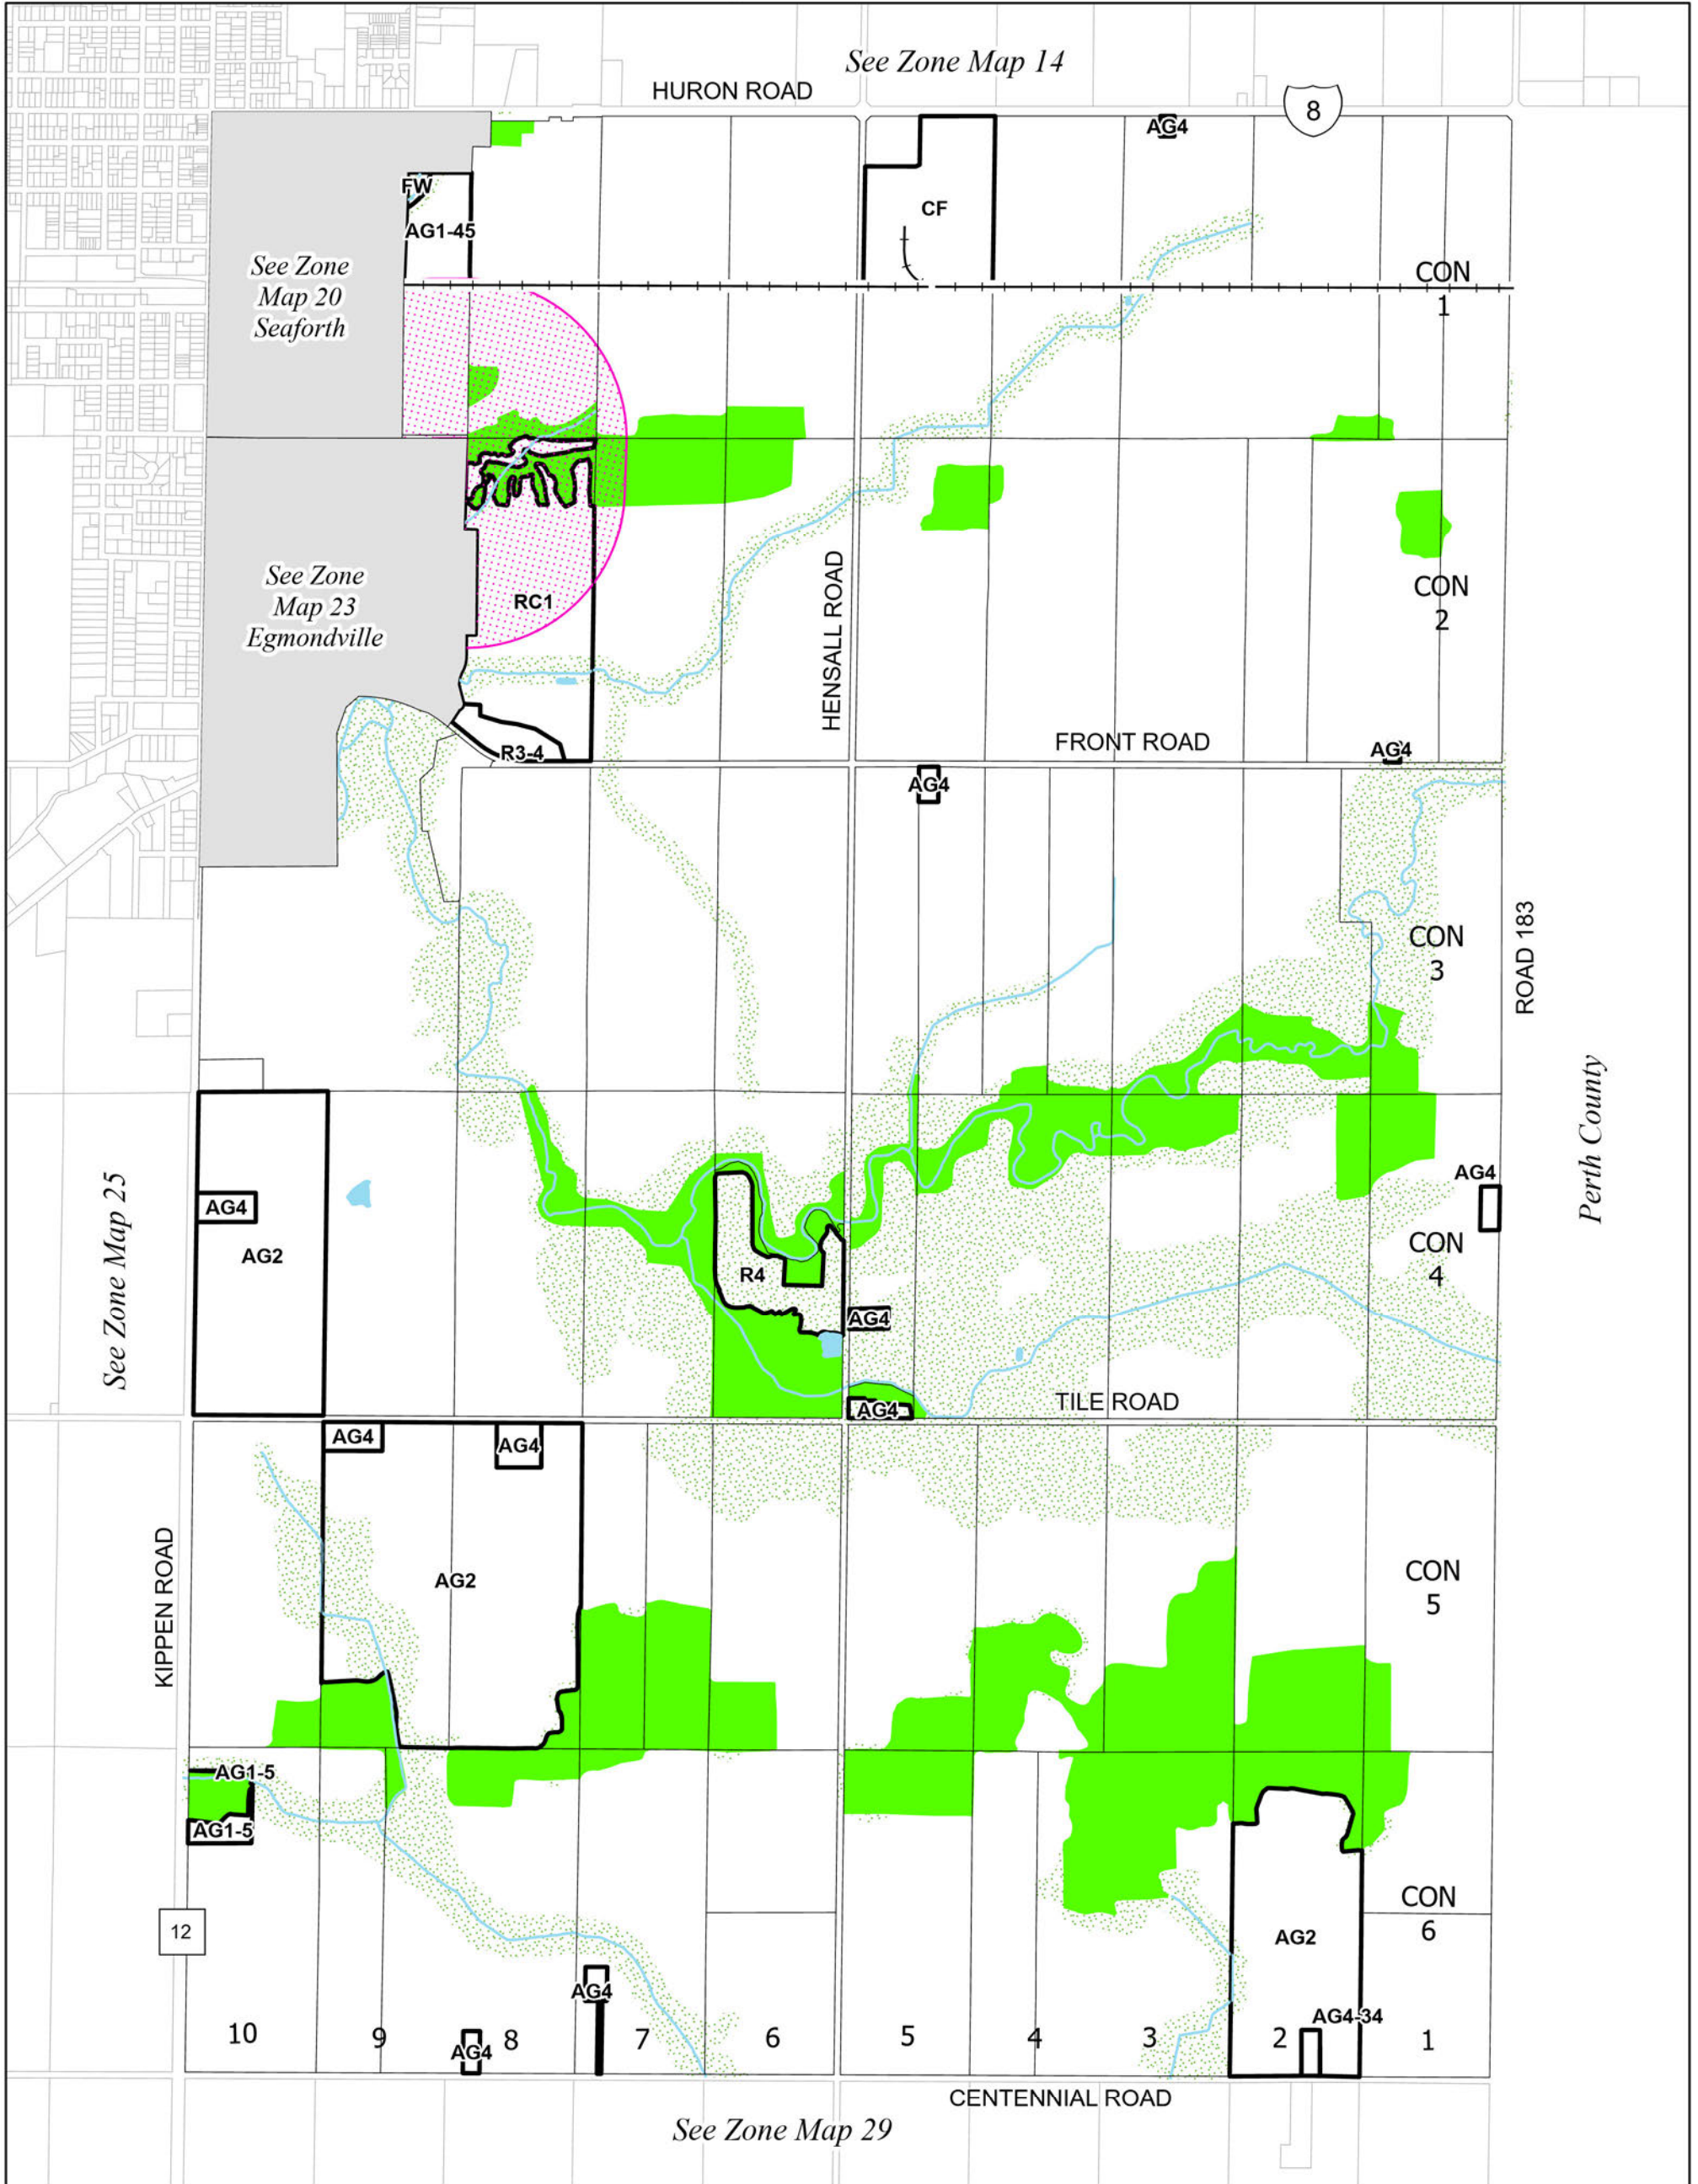 See Zone Map 14
HURON ROAD
8
AG4
FW
CF
AG1-45
See Zone
Map 20
Seaforth
CON
1
See Zone
Map 23
Egmondville
RC1
HENSALL ROAD
CON
2
R3-4
FRONT ROAD
AG4
AG4
CON
3
ROAD 183
Perth County
See Zone Map 25
AG4
AG2
AG4
R4
CON
4
AG4
TILE ROAD
AG4
AG4
AG4
KIPPEN ROAD
AG2
CON
5
AG1-5
AG1-5
12
CON
6
AG2
AG4
AG4-34
10
9
AG4
8
7
6
5
4
3
2
1
CENTENNIAL ROAD
See Zone Map 29